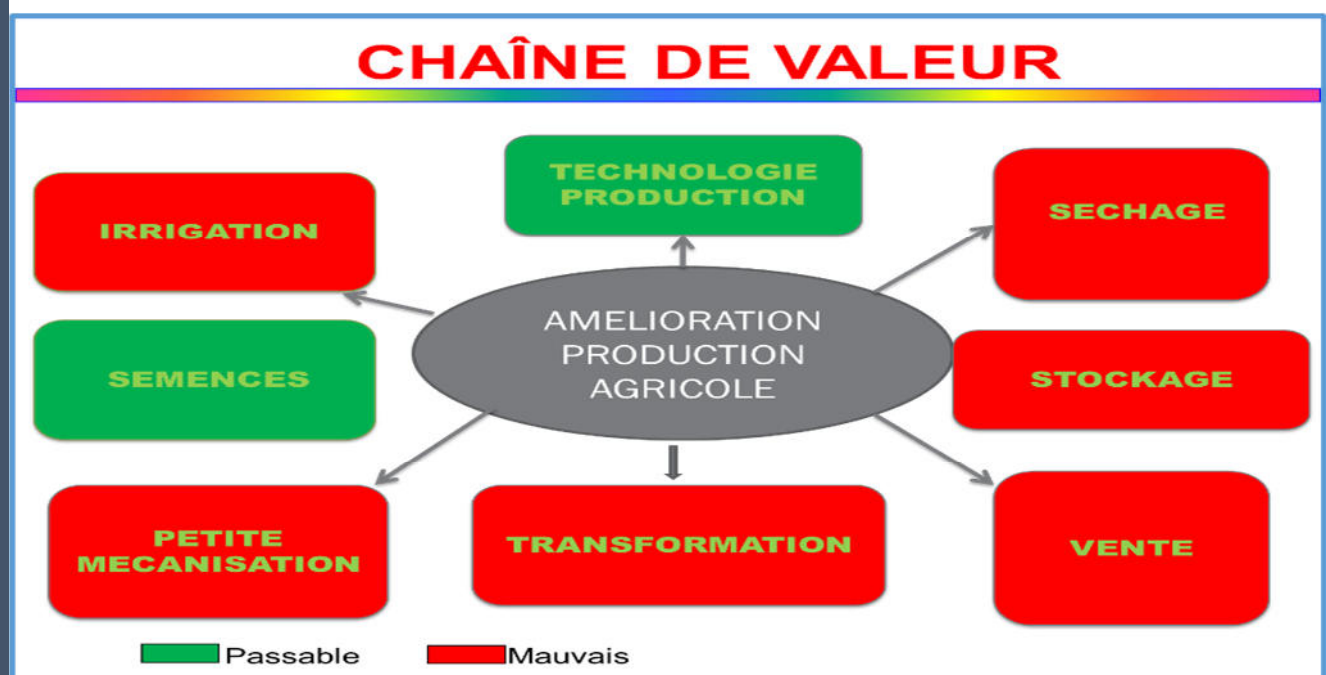 CHAÎNE DE VALEUR
TECHNOLOGIE
PRODUCTION
IRRIGATION
SECHAGE
AMELIORATION
PRODUCTION
AGRICOLE
SEMENCES
STOCKAGE
PETITE
MECANISATION
TRANSFORMATION
VENTE
Passable
Mauvais